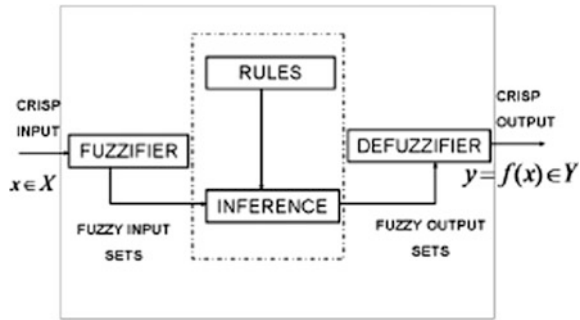 RULES
CRISP
INPUT
FUZZIFIER
x ∈ X
FUZZY INPUT
SETS
INFERENCE
CRISP
OUTPUT
DEFUZZIFIER
y = f(x) ∈ Y
FUZZY OUTPUT
SETS